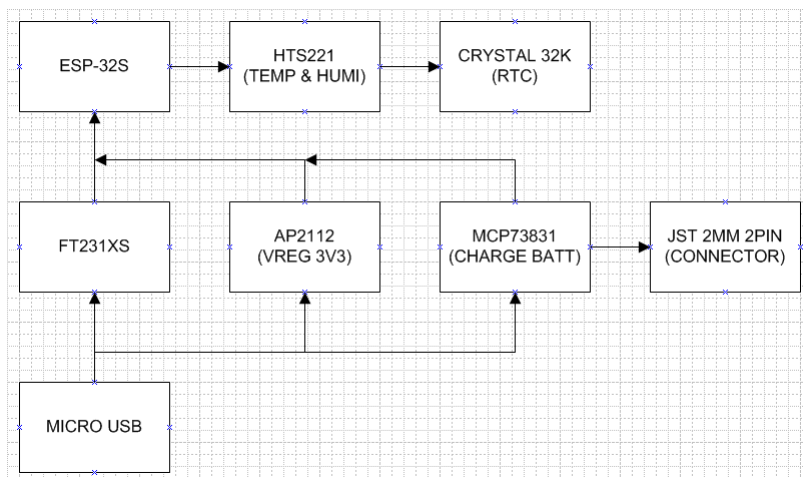 ESP-32S
HTS221
(TEMP & HUMI)
CRYSTAL 32K
(RTC)
FT231XS
AP2112
(VREG 3V3)
MCP73831
(CHARGE BATT)
JST 2MM 2PIN
(CONNECTOR)
MICRO USB